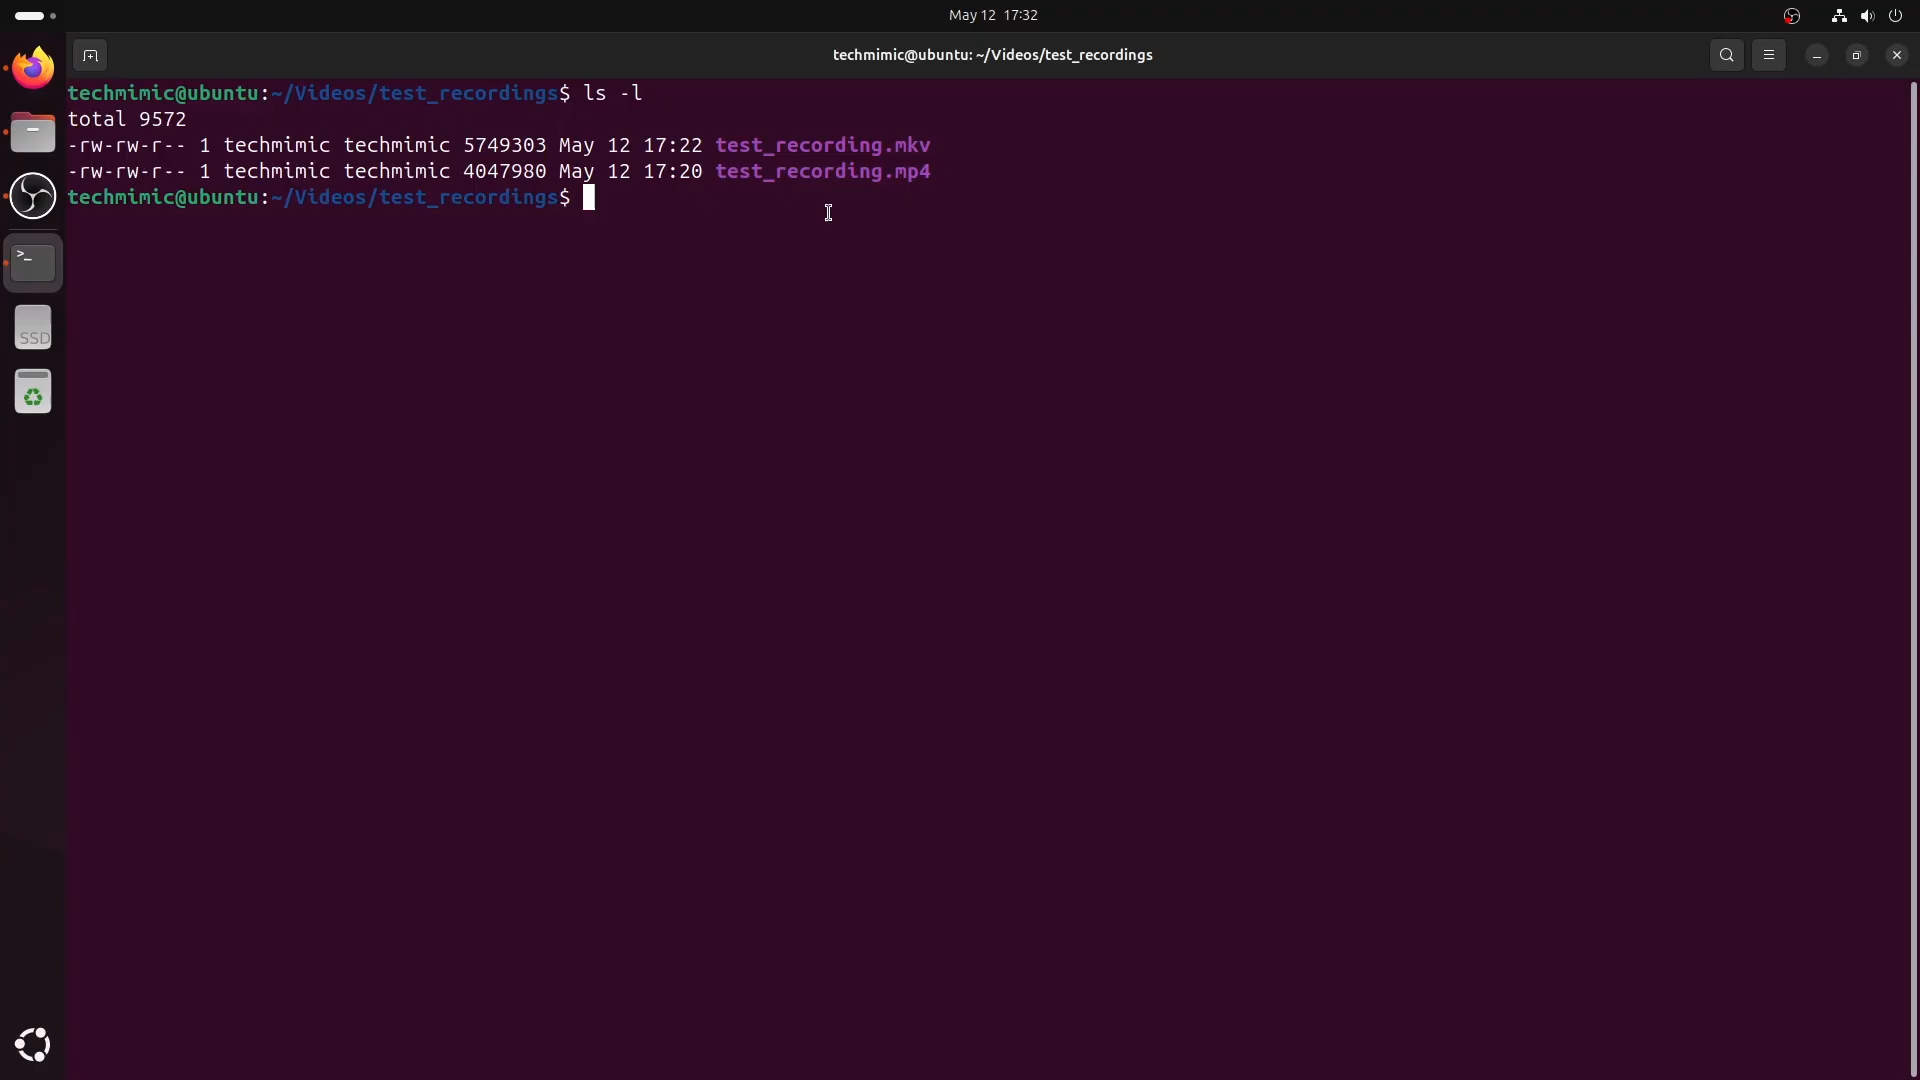 May 12 17:32
techmimic@ubuntu: ~/Videos/test_recordings
techmimic@ubuntu:~/Videos/test_recordings$ ls -l
total 9572
-rw-rw-r-- 1 techmimic techmimic 5749303 May 12 17:22 test_recording.mkv
-rw-rw-r-- 1 techmimic techmimic 4047980 May 12 17:20 test_recording.mp4
techmimic@ubuntu:~/Videos/test_recordings$
>_
SSD